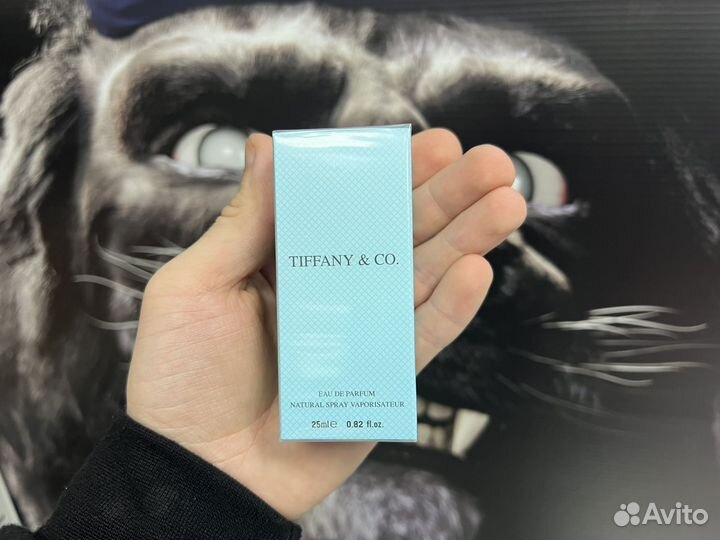 TIFFANY & CO.
EAU DE PARFUM
NATURAL SPRAY VAPORISATEUR
25ml℮ 0.82 fl.oz.
Avito